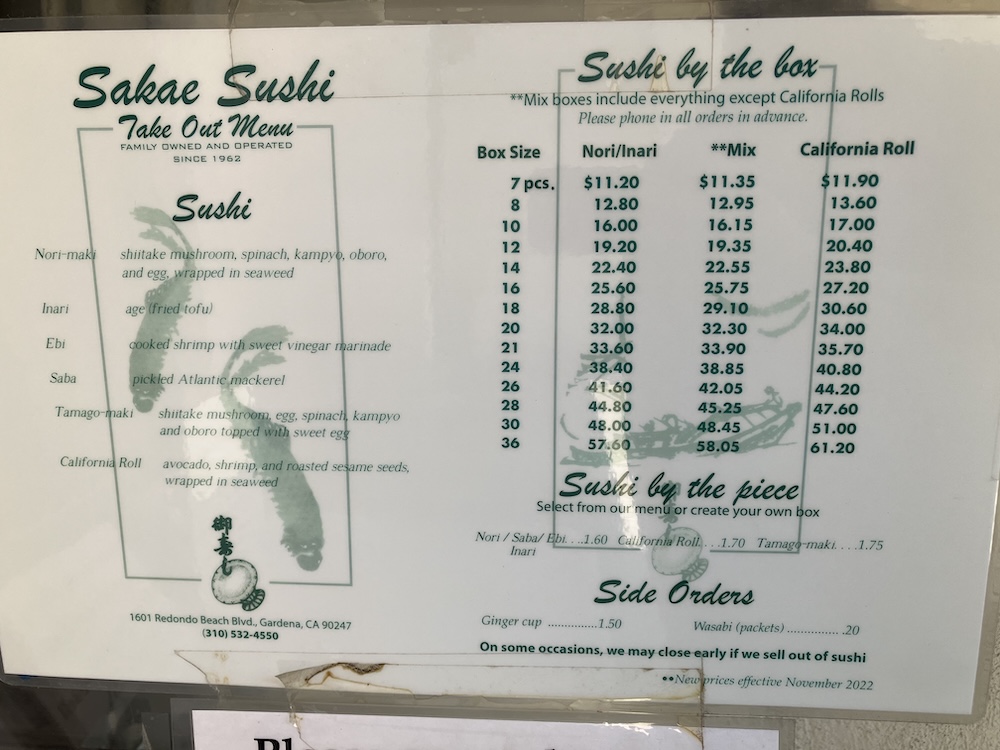 Sakae Sushi
Take Out Menu
FAMILY OWNED AND OPERATED
SINCE 1962
Sushi
Nori-maki shiitake mushroom, spinach, kampyo, oboro,
and egg, wrapped in seaweed
Inari age (fried tofu)
Ebi cooked shrimp with sweet vinegar marinade
Saba pickled Atlantic mackerel
Tamago-maki shiitake mushroom, egg, spinach, kampyo
and oboro topped with sweet egg
California Roll avocado, shrimp, and roasted sesame seeds,
wrapped in seaweed
御寿し
1601 Redondo Beach Blvd., Gardena, CA 90247
(310) 532-4550
Sushi by the box
**Mix boxes include everything except California Rolls
Please phone in all orders in advance.
Box Size Nori/Inari **Mix California Roll
7 pcs. $11.20 $11.35 $11.90
8 12.80 12.95 13.60
10 16.00 16.15 17.00
12 19.20 19.35 20.40
14 22.40 22.55 23.80
16 25.60 25.75 27.20
18 28.80 29.10 30.60
20 32.00 32.30 34.00
21 33.60 33.90 35.70
24 38.40 38.85 40.80
26 41.60 42.05 44.20
28 44.80 45.25 47.60
30 48.00 48.45 51.00
36 57.60 58.05 61.20
Sushi by the piece
Select from our menu or create your own box
Nori / Saba/ Ebi. . ..1.60 California Roll. . . .1.70 Tamago-maki. . . .1.75
Inari
Side Orders
Ginger cup ..............1.50 Wasabi (packets) ............... .20
On some occasions, we may close early if we sell out of sushi
••New prices effective November 2022